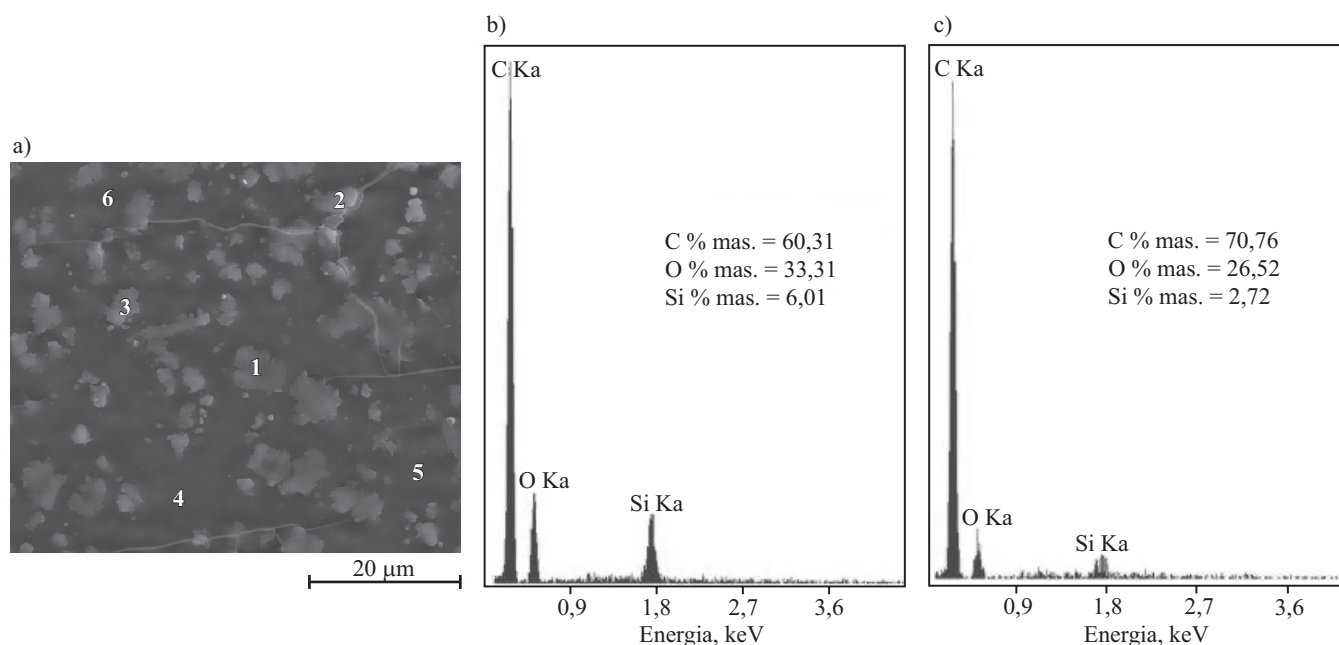 a)
6
2
3
1
5
4
20 µm
b)
C Ka
C % mas. = 60,31
O % mas. = 33,31
Si % mas. = 6,01
O Ka
Si Ka
0,9 1,8 2,7 3,6
Energia, keV
c)
C Ka
C % mas. = 70,76
O % mas. = 26,52
Si % mas. = 2,72
O Ka
Si Ka
0,9 1,8 2,7 3,6
Energia, keV